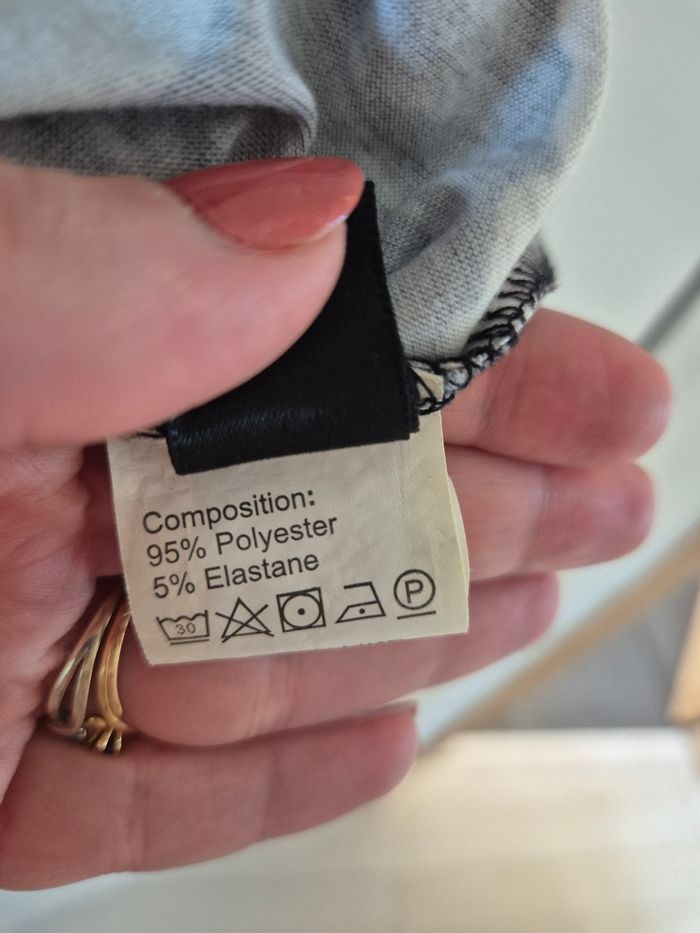 Composition:
95% Polyester
5% Elastane
30 P